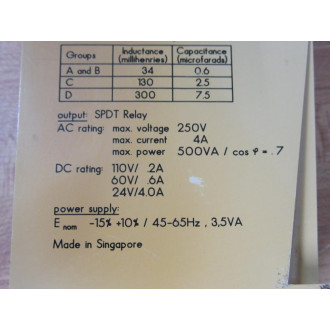 Groups Inductance (millihenries) Capacitance (microfarads)
A and B 34 0.6
C 130 2.5
D 300 7.5
output: SPDT Relay
AC rating: max. voltage 250V
max. current 4A
max. power 500VA / cos φ = .7
DC rating: 110V/ .2A
60V/ .6A
24V/4.0A
power supply:
E nom -15% +10% / 45-65Hz , 3,5VA
Made in Singapore